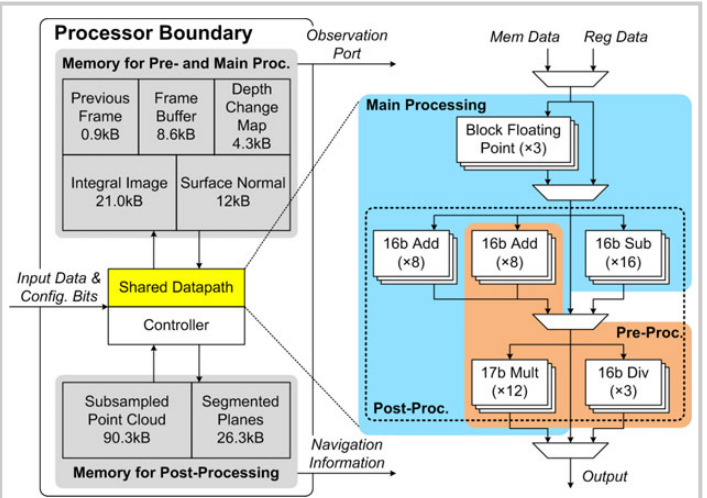 Processor Boundary
Memory for Pre- and Main Proc.
Previous
Frame
0.9kB
Frame
Buffer
8.6kB
Depth
Change
Map
4.3kB
Integral Image
21.0kB
Surface Normal
12kB
Observation
Port
Input Data &
Config. Bits
Shared Datapath
Controller
Subsampled
Point Cloud
90.3kB
Segmented
Planes
26.3kB
Memory for Post-Processing
Navigation
Information
Mem Data
Reg Data
Main Processing
Block Floating
Point (×3)
16b Add
(×8)
16b Add
(×8)
16b Sub
(×16)
Pre-Proc.
17b Mult
(×12)
16b Div
(×3)
Post-Proc.
Output